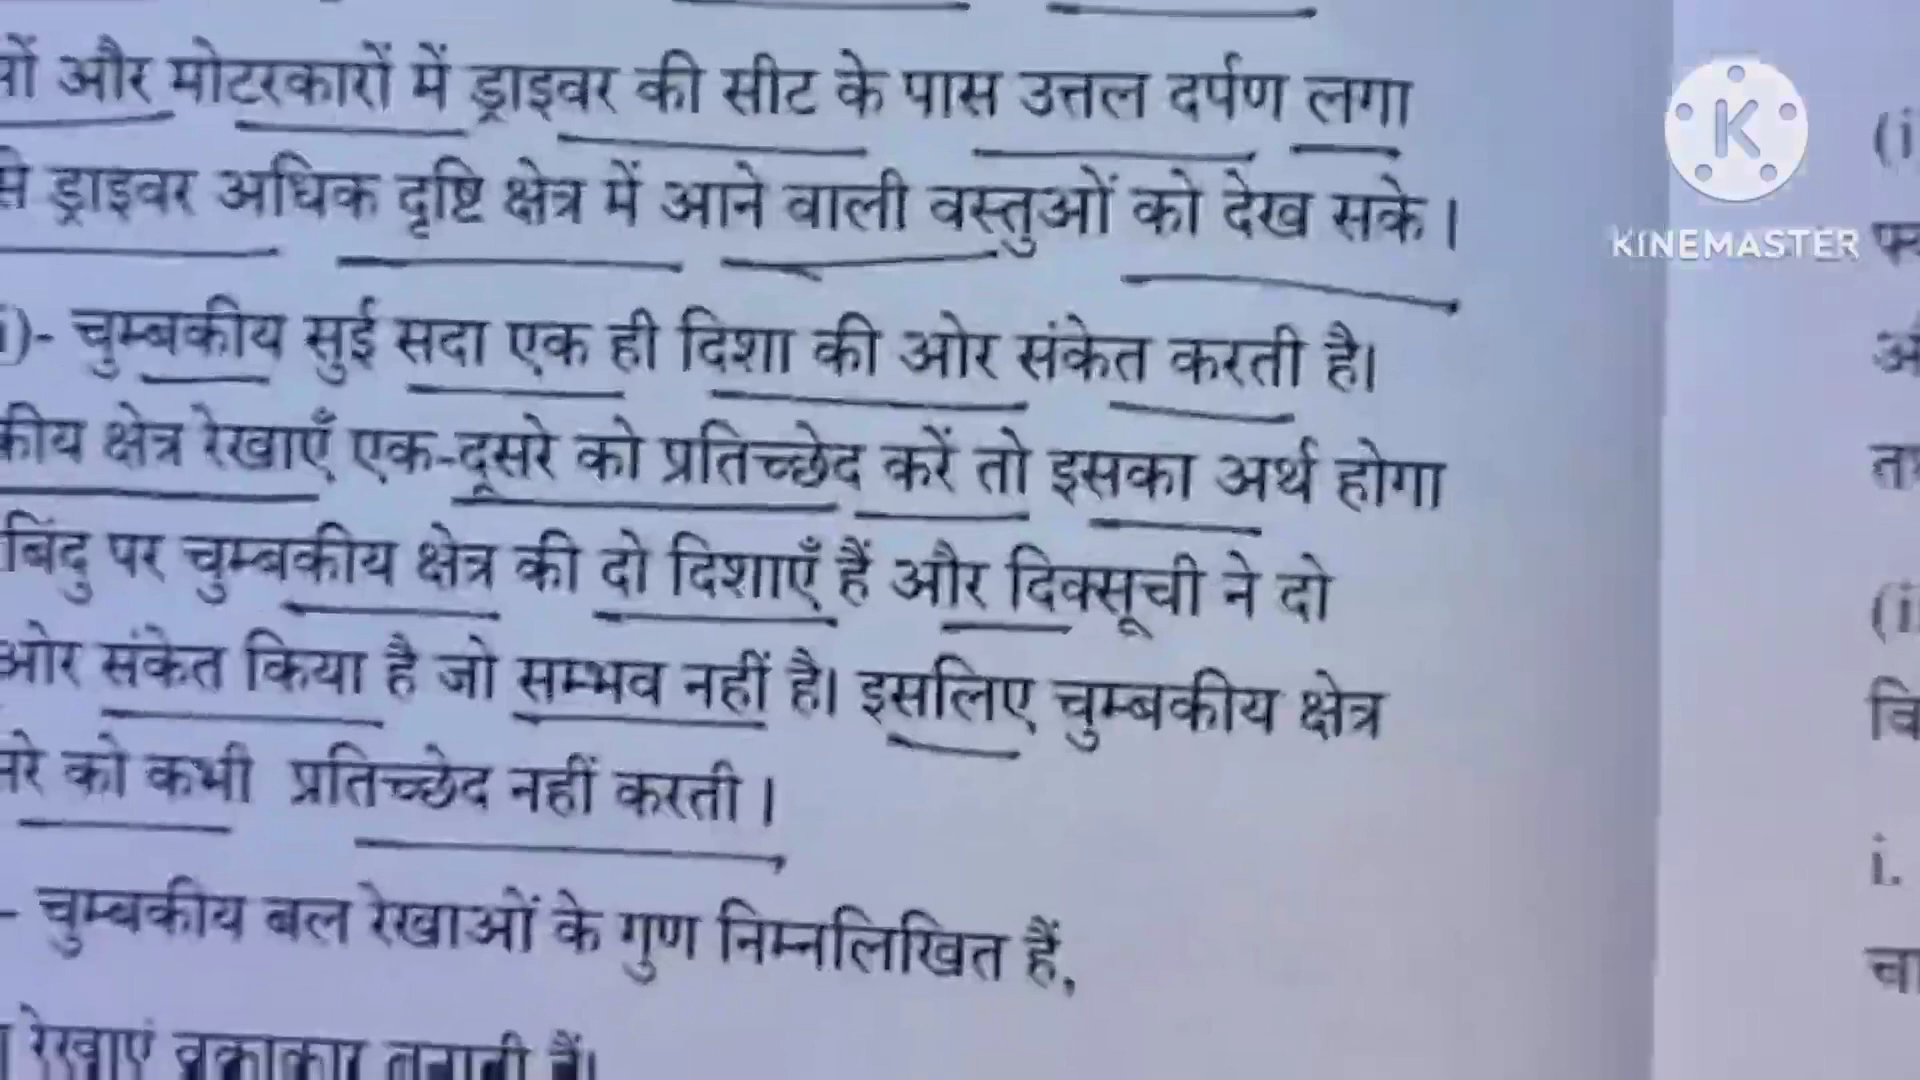 और मोटरकारों में ड्राइवर की सीट के पास उत्तल दर्पण लगा
ड्राइवर अधिक दृष्टि क्षेत्र में आने वाली वस्तुओं को देख सके।
चुम्बकीय सुई सदा एक ही दिशा की ओर संकेत करती है।
कीय क्षेत्र रेखाएँ एक-दूसरे को प्रतिच्छेद करें तो इसका अर्थ होगा
बिंदु पर चुम्बकीय क्षेत्र की दो दिशाएँ हैं और दिक्सूची ने दो
ओर संकेत किया है जो सम्भव नहीं है। इसलिए चुम्बकीय क्षेत्र
को कभी प्रतिच्छेद नहीं करती।
- चुम्बकीय बल रेखाओं के गुण निम्नलिखित हैं,
रेखाएं वक्राकार
K
KINEMASTER
(i
(i
वि
i.